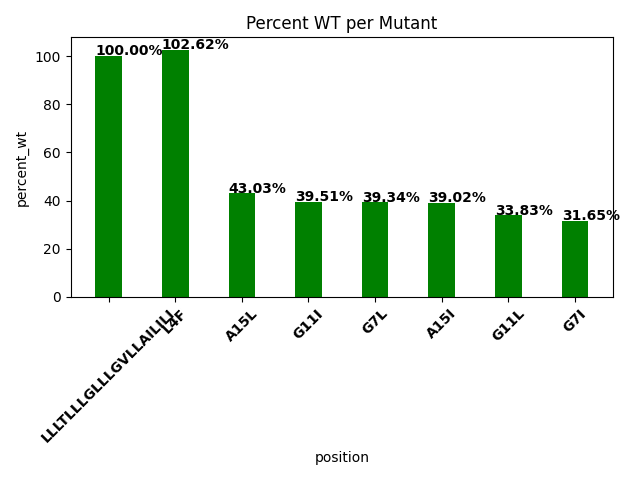 Percent WT per Mutant
percent_wt
100
80
60
40
20
0
100.00%
102.62%
43.03%
39.51%
39.34%
39.02%
33.83%
31.65%
LLLTLLLGLLLGVLLAILILI
L4F
A15L
G11I
G7L
A15I
G11L
G7I
position